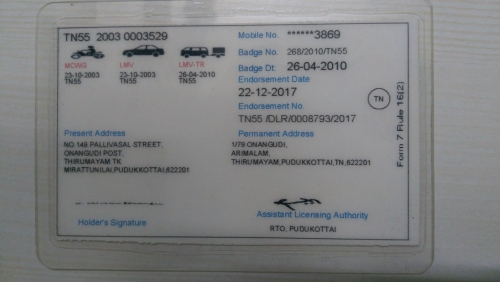 TN55 2003 0003529
Mobile No. ******3869
Badge No. 268/2010/TN55
Badge Dt: 26-04-2010
MCWG LMV LMV-TR
23-10-2003 23-10-2003 26-04-2010
TN55 TN55 TN55
Endorsement Date
22-12-2017
Endorsement No.
TN55 /DLR/0008793/2017
TN
Form 7 Rule 16(2)
Present Address
NO.149 PALLIVASAL STREET,
ONANGUDI POST,
THIRUMAYAM TK
MIRATTUNILAI,PUDUKKOTTAI,622201
Permanent Address
1/79 ONANGUDI,
ARIMALAM,
THIRUMAYAM,PUDUKKOTTAI,TN,622201
Holder's Signature
Assistant Licensing Authority
RTO, PUDUKOTTAI